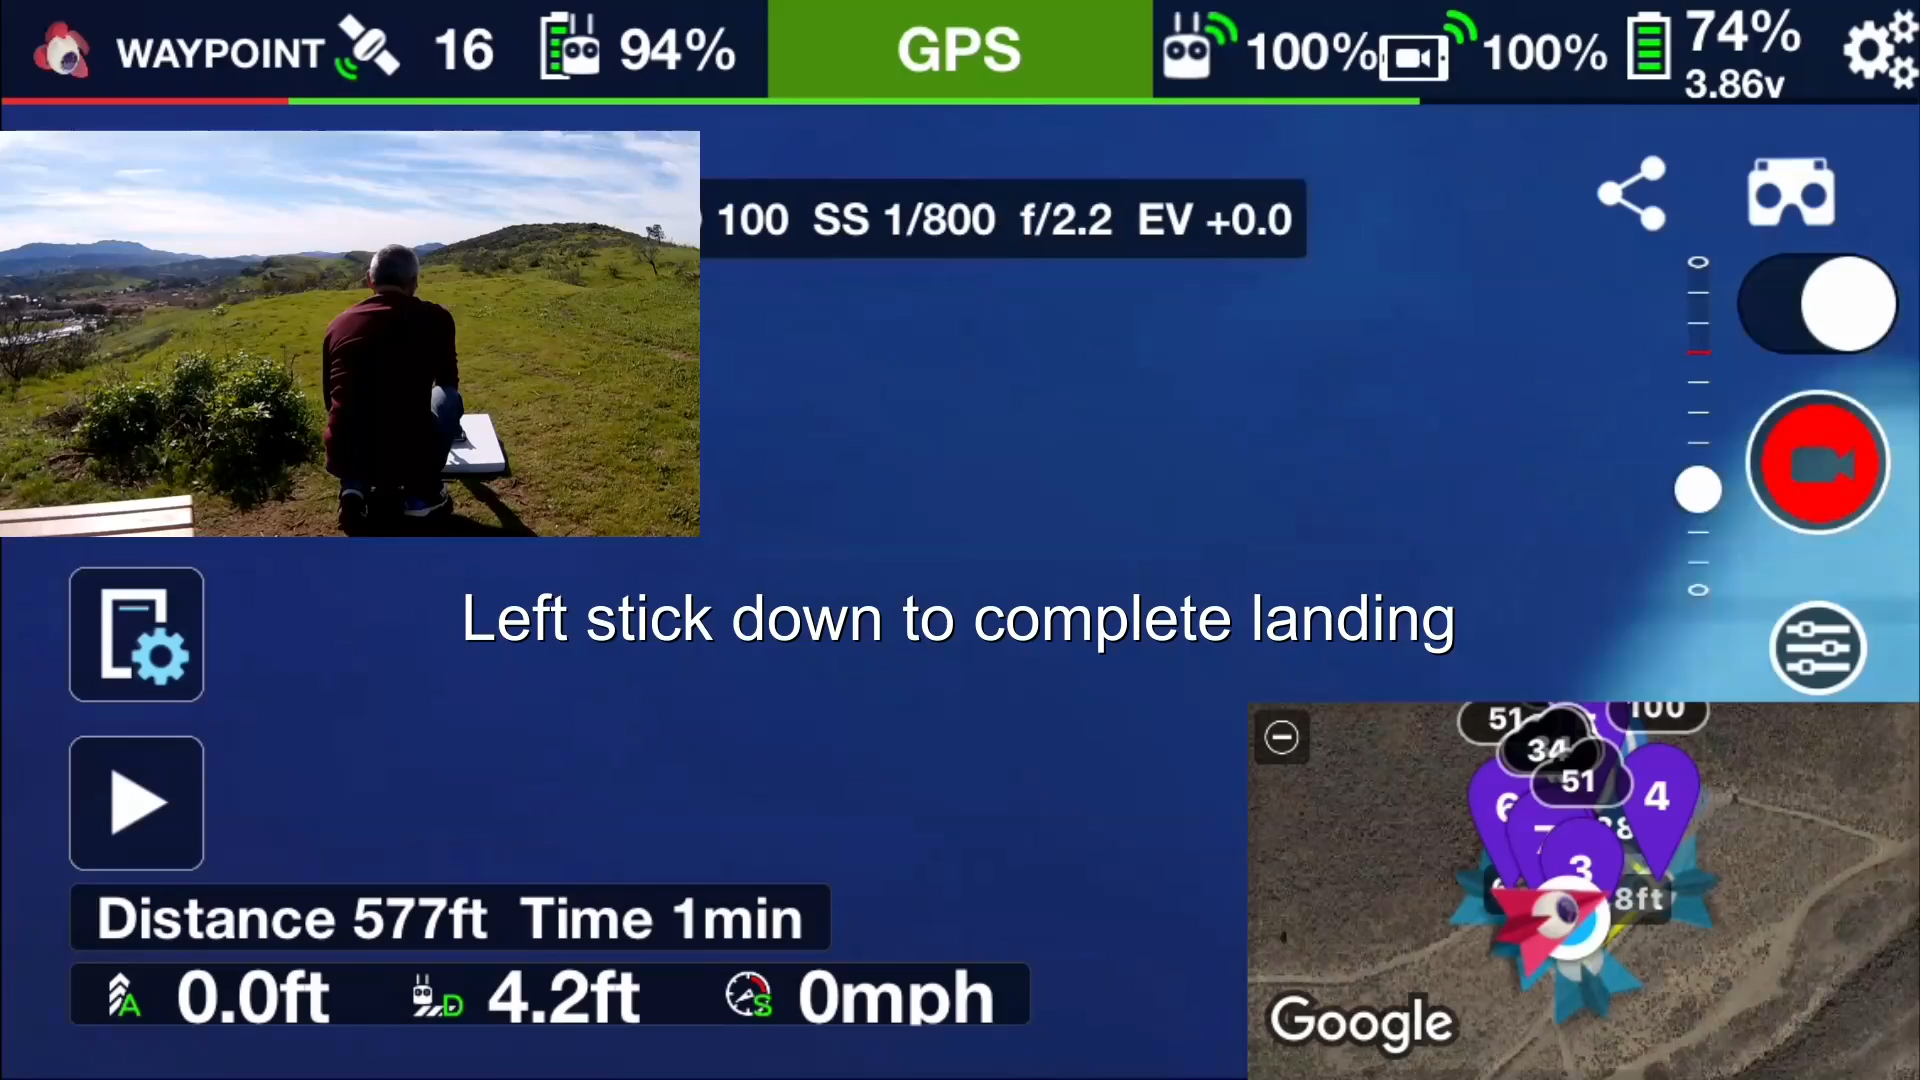 WAYPOINT 16 94% GPS 100% 100% 74%
3.86v
100 SS 1/800 f/2.2 EV +0.0
Left stick down to complete landing
51 100
34
51
6 4
3
8ft
Distance 577ft Time 1min
A 0.0ft D 4.2ft S 0mph
Google